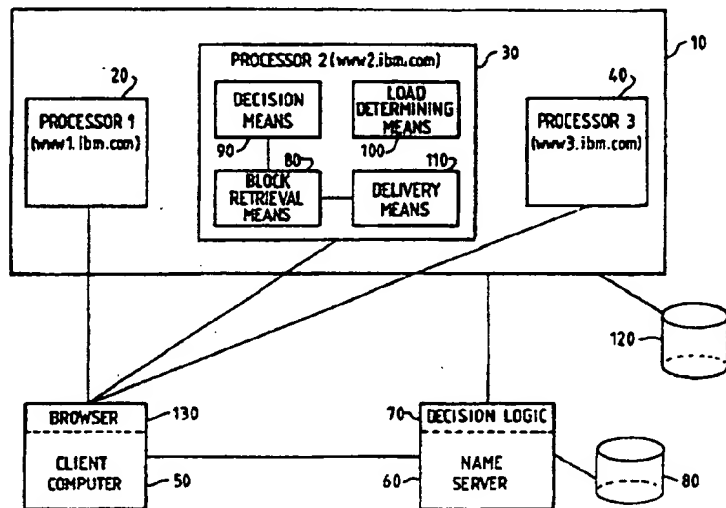 10
20
PROCESSOR 1
(www1.ibm.com)
30
PROCESSOR 2 (www2.ibm.com)
DECISION
MEANS
90
LOAD
DETERMINING
MEANS
100
80
BLOCK
RETRIEVAL
MEANS
110
DELIVERY
MEANS
40
PROCESSOR 3
(www3.ibm.com)
120
BROWSER
130
CLIENT
COMPUTER
50
70
DECISION LOGIC
60
NAME
SERVER
80